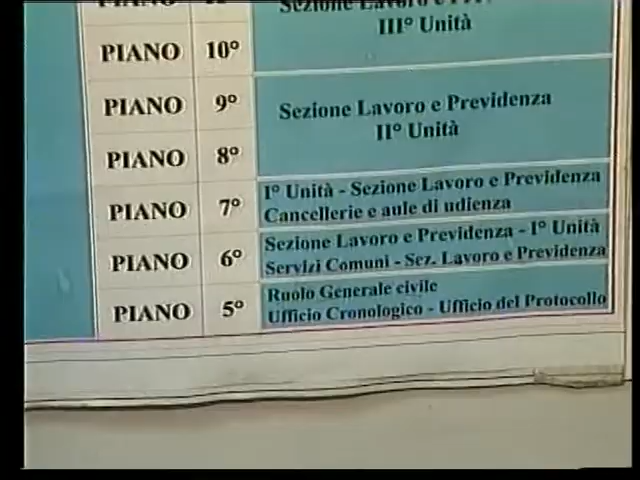 Sezione Lavoro e
III° Unità
PIANO 10°
PIANO 9°
Sezione Lavoro e Previdenza
II° Unità
PIANO 8°
PIANO 7°
I° Unità - Sezione Lavoro e Previdenza
Cancellerie e aule di udienza
PIANO 6°
Sezione Lavoro e Previdenza - I° Unità
Servizi Comuni - Sez. Lavoro e Previdenza
PIANO 5°
Ruolo Generale civile
Ufficio Cronologico - Ufficio del Protocollo